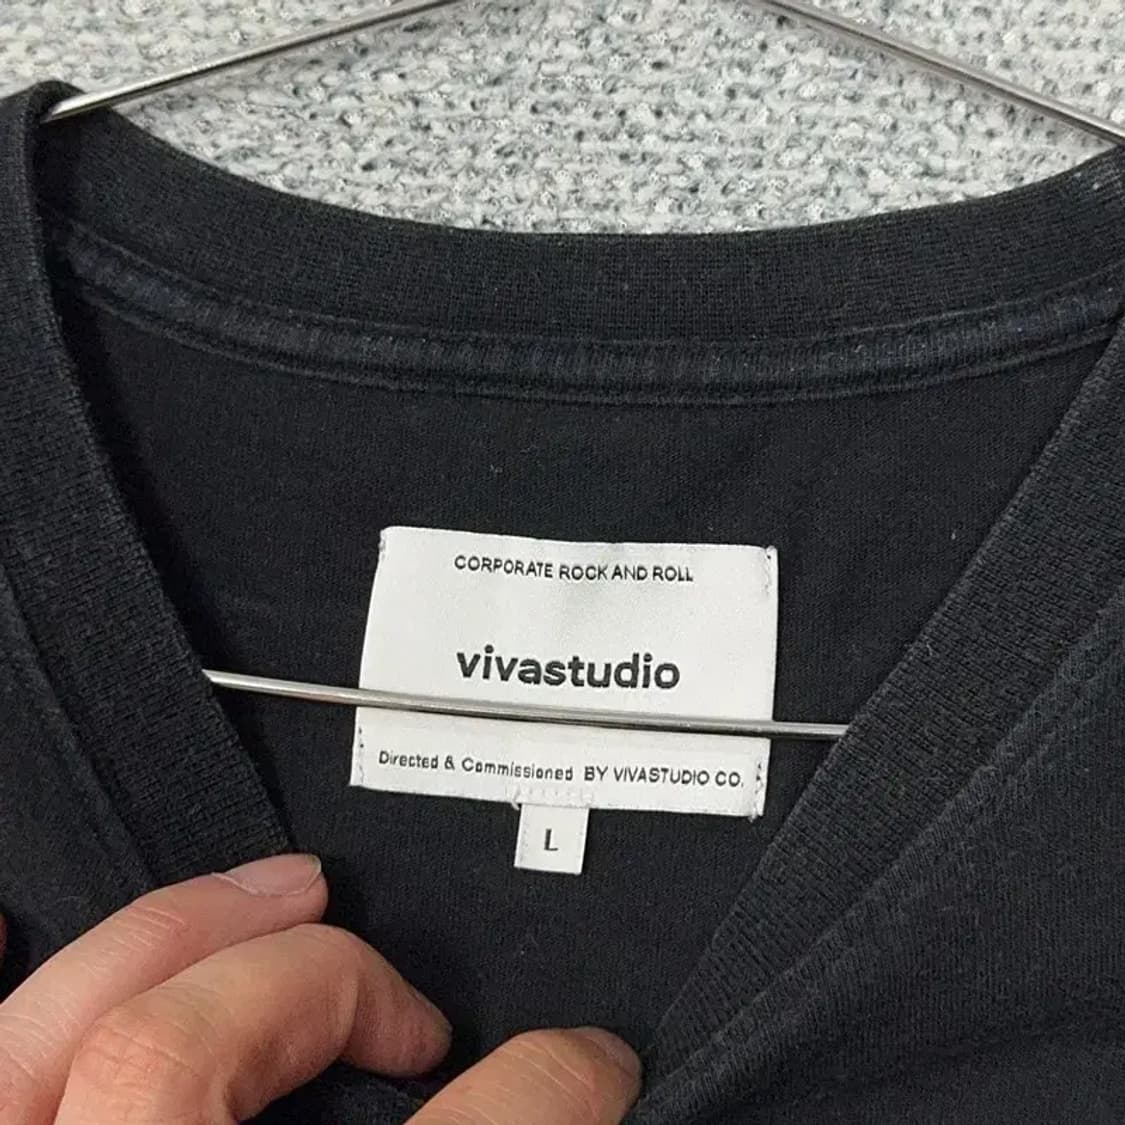 CORPORATE ROCK AND ROLL
vivastudio
Directed & Commissioned BY VIVASTUDIO CO.
L